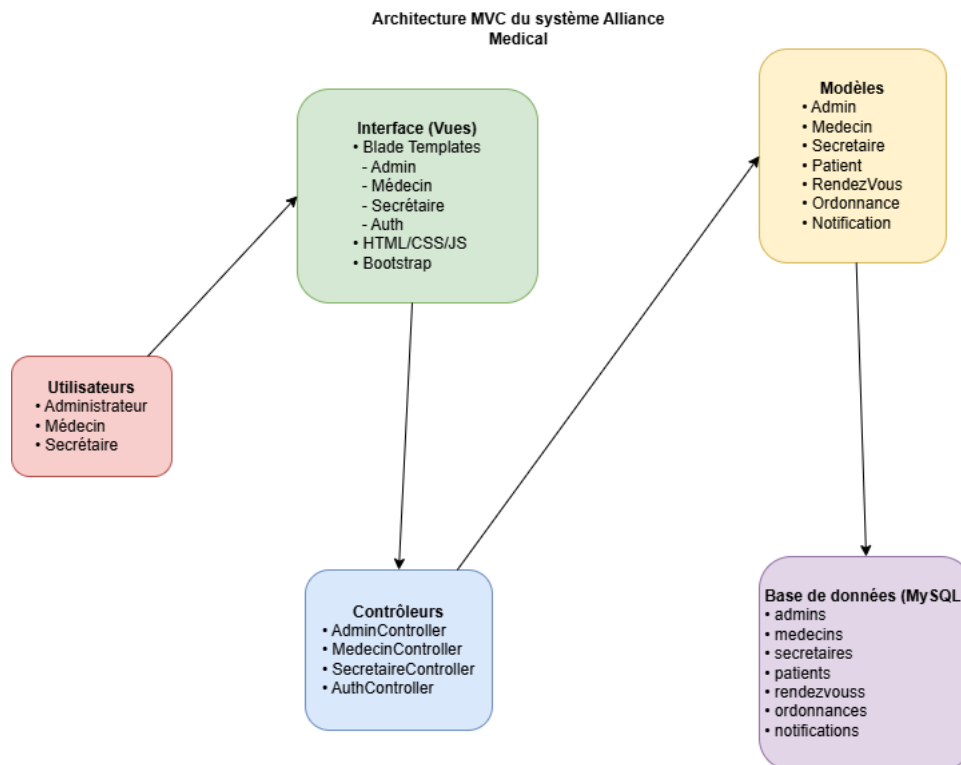 Architecture MVC du système Alliance
Medical
Interface (Vues)
• Blade Templates
- Admin
- Médecin
- Secrétaire
- Auth
• HTML/CSS/JS
• Bootstrap
Modèles
• Admin
• Medecin
• Secretaire
• Patient
• RendezVous
• Ordonnance
• Notification
Utilisateurs
• Administrateur
• Médecin
• Secrétaire
Contrôleurs
• AdminController
• MedecinController
• SecretaireController
• AuthController
Base de données (MySQL
• admins
• medecins
• secretaires
• patients
• rendezvouss
• ordonnances
• notifications